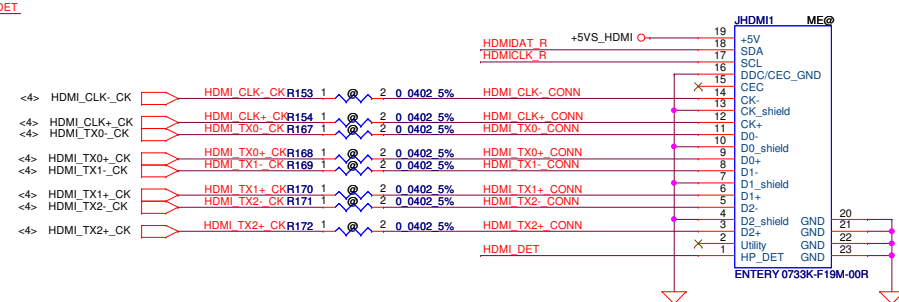 DET
JHDMI1 ME@
+5VS_HDMI 19 +5V
HDMIDAT_R 18 SDA
HDMICLK_R 17 SCL
16 DDC/CEC_GND
15 CEC
<4> HDMI_CLK-_CK HDMI_CLK-_CK R153 1 @ 2 0_0402_5% HDMI_CLK-_CONN 14 CK-
13 CK_shield
<4> HDMI_CLK+_CK HDMI_CLK+_CK R154 1 @ 2 0_0402_5% HDMI_CLK+_CONN 12 CK+
<4> HDMI_TX0-_CK HDMI_TX0-_CK R167 1 @ 2 0_0402_5% HDMI_TX0-_CONN 11 D0-
10 D0_shield
<4> HDMI_TX0+_CK HDMI_TX0+_CK R168 1 @ 2 0_0402_5% HDMI_TX0+_CONN 9 D0+
<4> HDMI_TX1-_CK HDMI_TX1-_CK R169 1 @ 2 0_0402_5% HDMI_TX1-_CONN 8 D1-
7 D1_shield
<4> HDMI_TX1+_CK HDMI_TX1+_CK R170 1 @ 2 0_0402_5% HDMI_TX1+_CONN 6 D1+
<4> HDMI_TX2-_CK HDMI_TX2-_CK R171 1 @ 2 0_0402_5% HDMI_TX2-_CONN 5 D2-
4 D2_shield GND 20
<4> HDMI_TX2+_CK HDMI_TX2+_CK R172 1 @ 2 0_0402_5% HDMI_TX2+_CONN 3 D2+ GND 21
2 Utility GND 22
HDMI_DET 1 HP_DET GND 23
ENTERY 0733K-F19M-00R